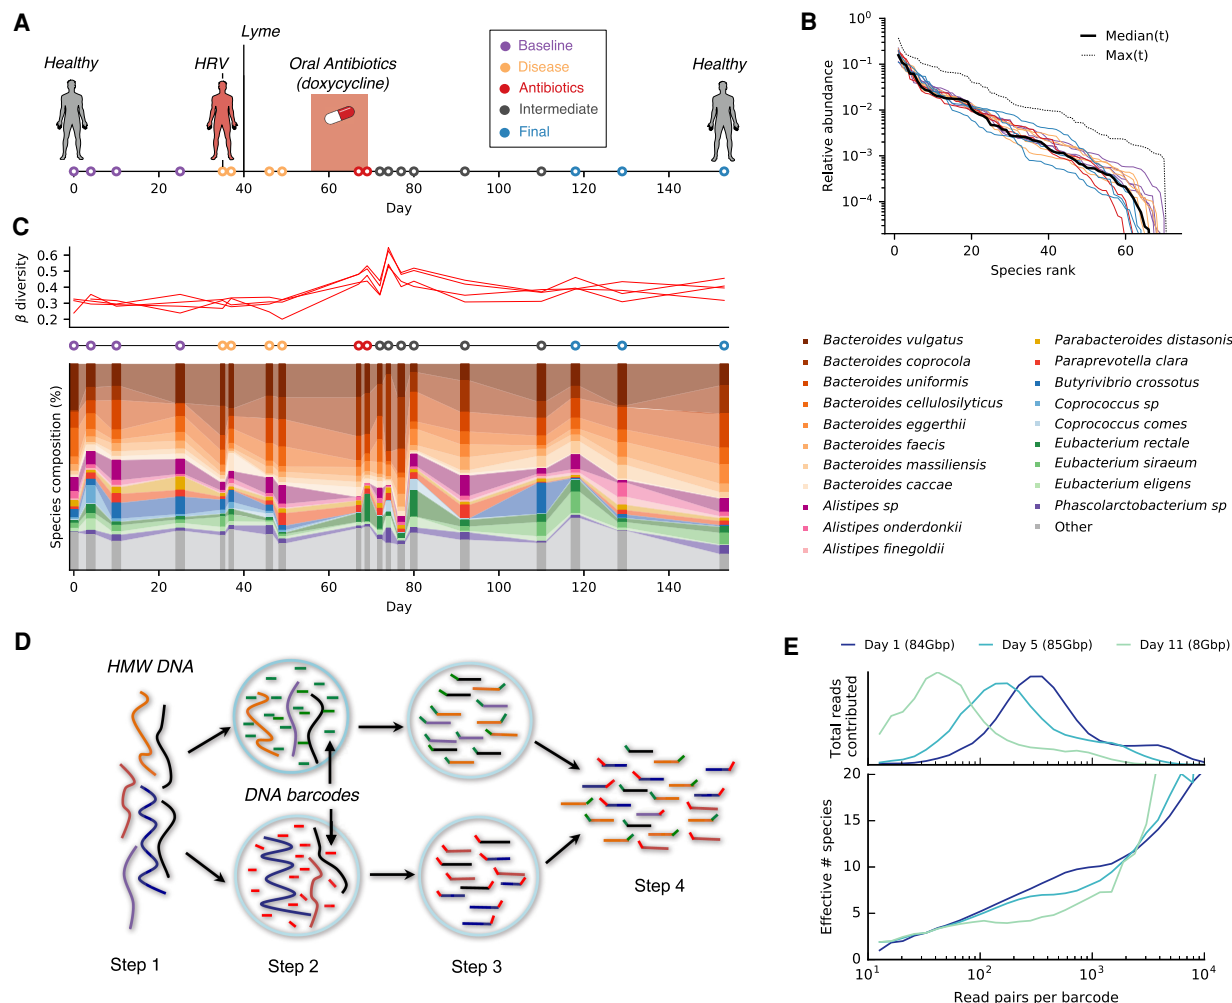 A
Lyme
Healthy
HRV
Oral Antibiotics
(doxycycline)
Healthy
Baseline
Disease
Antibiotics
Intermediate
Final
0 20 40 60 80 100 120 140
Day
B
Relative abundance
10^0
10^-1
10^-2
10^-3
10^-4
Median(t)
Max(t)
0 20 40 60
Species rank
C
β diversity
0.6
0.5
0.4
0.3
0.2
Species composition (%)
0 20 40 60 80 100 120 140
Day
Bacteroides vulgatus
Bacteroides coprocola
Bacteroides uniformis
Bacteroides cellulosilyticus
Bacteroides eggerthii
Bacteroides faecis
Bacteroides massiliensis
Bacteroides caccae
Alistipes sp
Alistipes onderdonkii
Alistipes finegoldii
Parabacteroides distasonis
Paraprevotella clara
Butyrivibrio crossotus
Coprococcus sp
Coprococcus comes
Eubacterium rectale
Eubacterium siraeum
Eubacterium eligens
Phascolarctobacterium sp
Other
D
HMW DNA
DNA barcodes
Step 1
Step 2
Step 3
Step 4
E
Day 1 (84Gbp) Day 5 (85Gbp) Day 11 (8Gbp)
Total reads
contributed
Effective # species
20
15
10
5
0
10^1 10^2 10^3 10^4
Read pairs per barcode